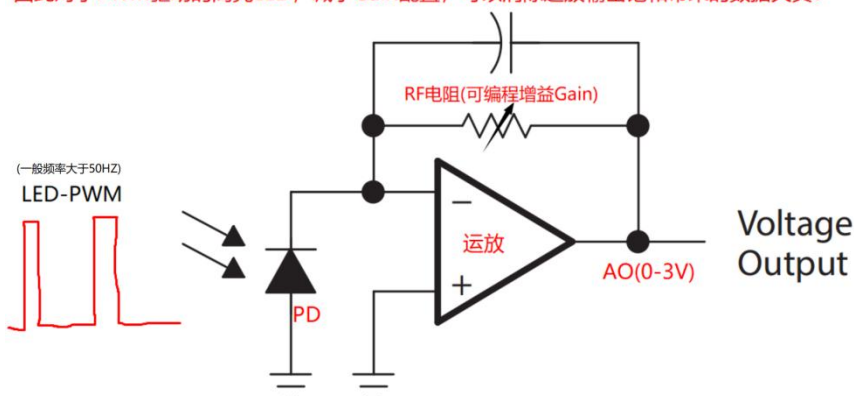 RF电阻(可编程增益Gain)
(一般频率大于50HZ)
LED-PWM
运放
PD
AO(0-3V)
Voltage
Output